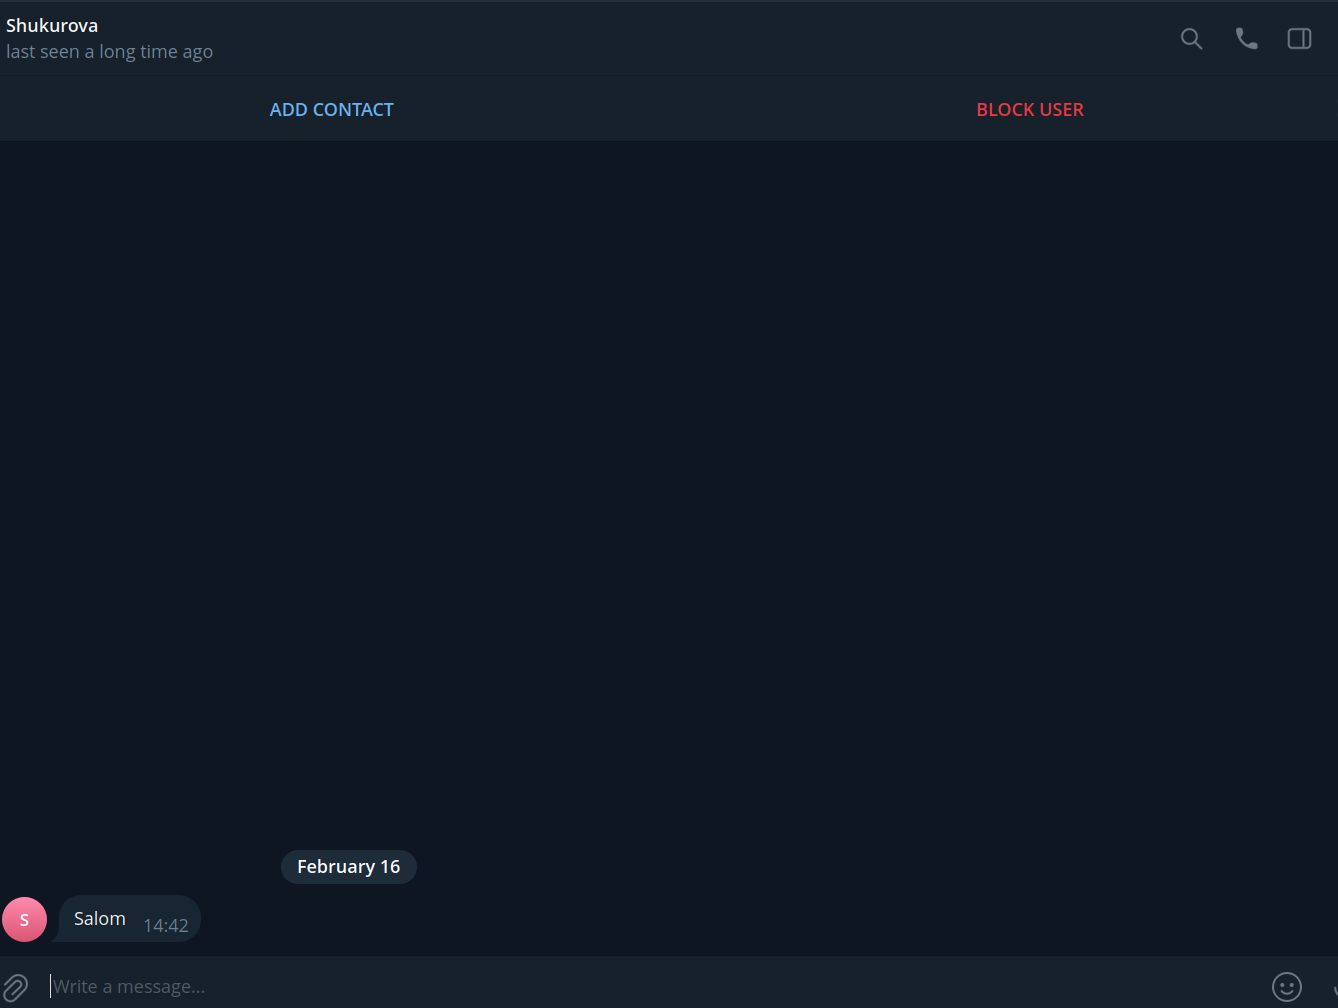 Shukurova
last seen a long time ago
ADD CONTACT
BLOCK USER
February 16
S
Salom
14:42
Write a message...